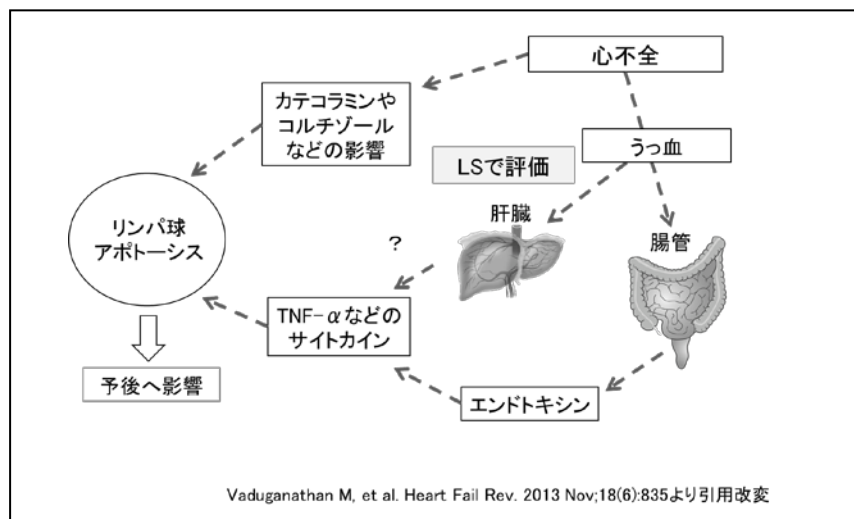 心不全
カテコラミンや
コルチゾール
などの影響
うっ血
LSで評価
リンパ球
アポトーシス
肝臓
腸管
?
TNF-αなどの
サイトカイン
予後へ影響
エンドトキシン
Vaduganathan M, et al. Heart Fail Rev. 2013 Nov;18(6):835より引用改変